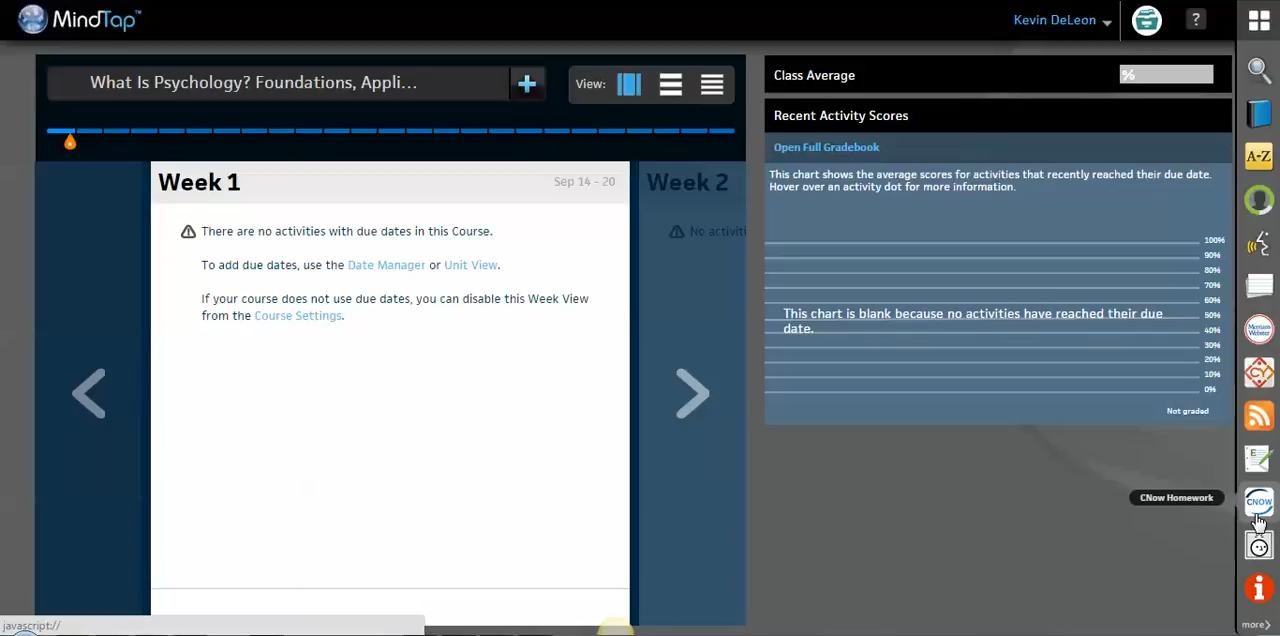 MindTap™
Kevin DeLeon
?
What Is Psychology? Foundations, Appli...
+
View:
Week 1
Sep 14 - 20
There are no activities with due dates in this Course.
To add due dates, use the Date Manager or Unit View.
If your course does not use due dates, you can disable this Week View
from the Course Settings.
Week 2
No activiti
Class Average
%
Recent Activity Scores
Open Full Gradebook
This chart shows the average scores for activities that recently reached their due date.
Hover over an activity dot for more information.
100%
90%
80%
70%
60%
This chart is blank because no activities have reached their due
date.
50%
40%
30%
20%
10%
0%
Not graded
CNow Homework
A-Z
Merriam
Webster
CY
E
CNOW
i
more>
javascript://